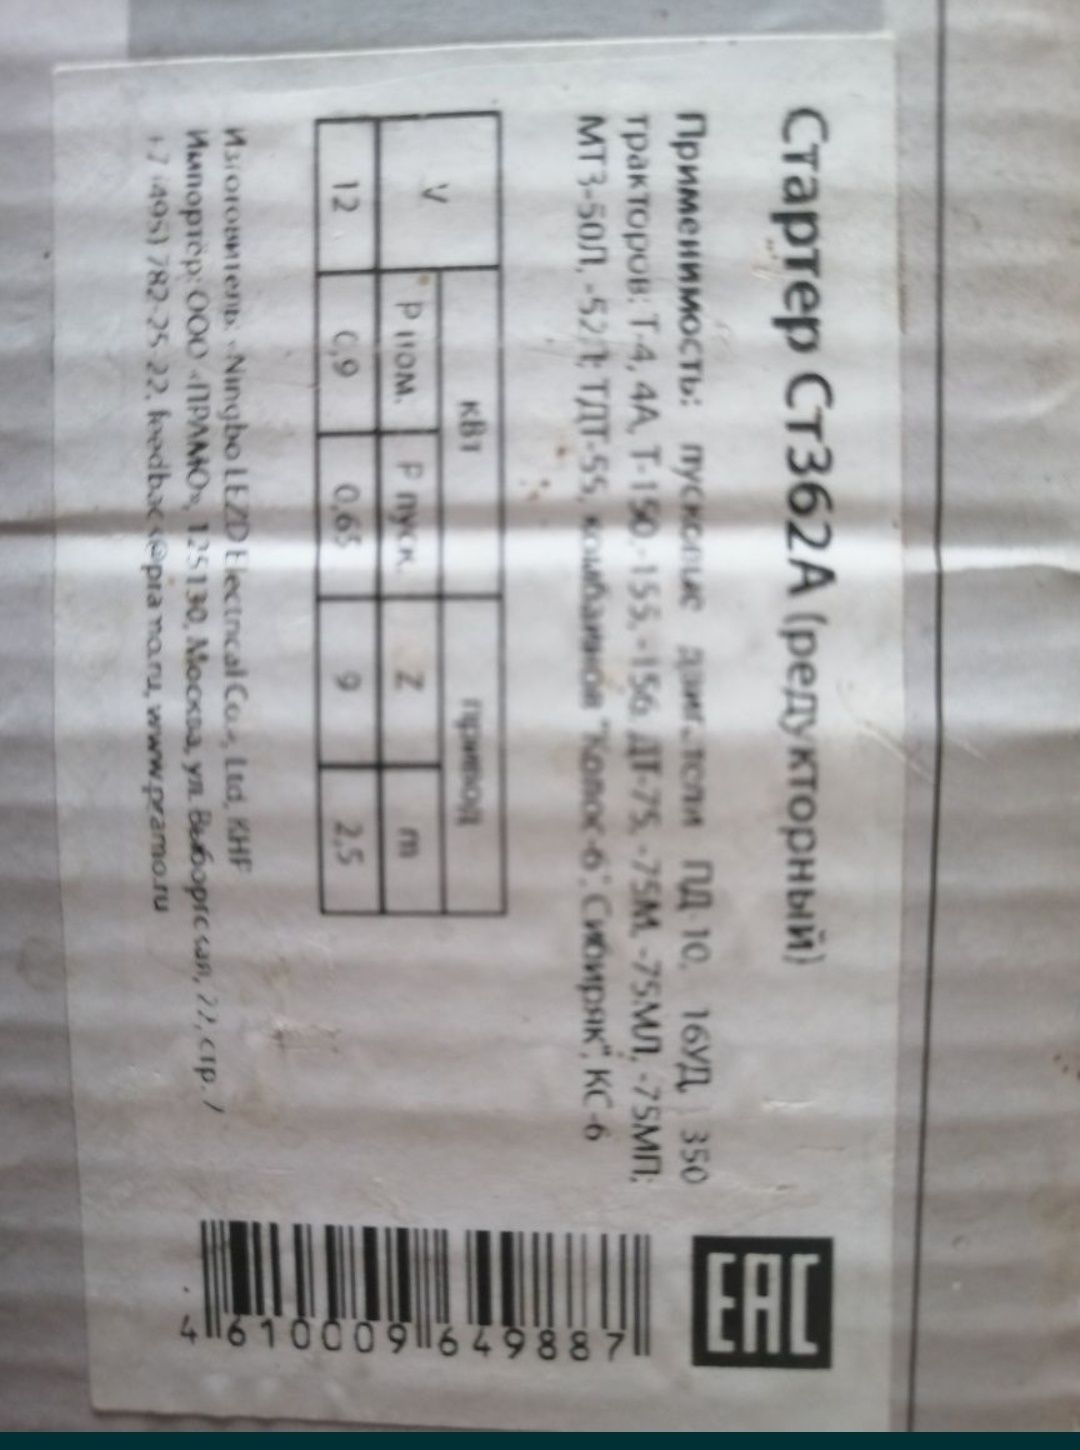 Стартер Ст362А (редукторный)
Применимость: пусковые двигатели ПД-10, 16УД, 350
тракторов: Т-4, 4А, Т-150,-155,-156, ДТ-75, -75М, -75МЛ, -75МП;
МТЗ-50Л, -52Л; ТДТ-55, комбайнов "Колос-6", Сибиряк", КС-6
V кВт привод
Р ном. Р пуск. Z m
12 0,9 0,65 9 2,5
Изготовитель: «Ningbo LEZD Electrical Co.», Ltd, КНР
Импортёр: ООО «ПРАМО», 125130, Москва, ул. Выборгская, 22, стр.
+7 (495) 782-25-22, feedback@pramo.ru, www.pramo.ru
EAC
4 610009 649887